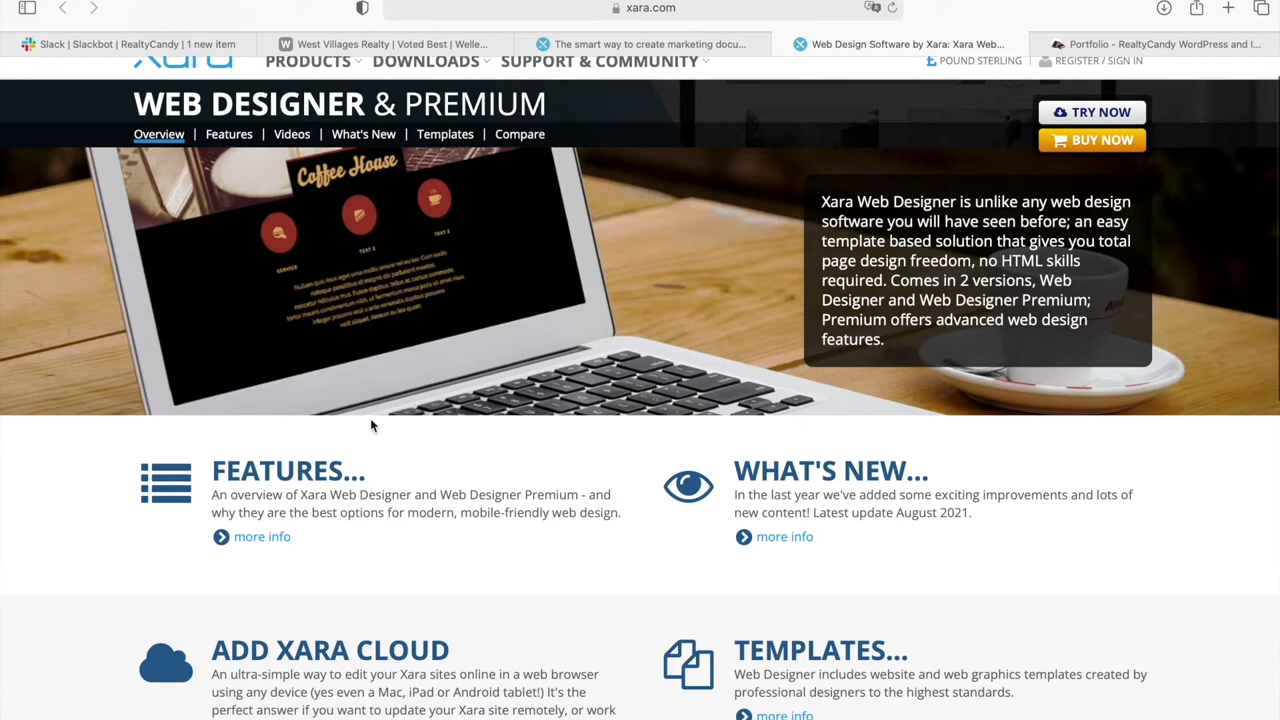 xara.com
Slack | Slackbot | RealtyCandy | 1 new item
West Villages Realty | Voted Best | Welle...
The smart way to create marketing docu...
Web Design Software by Xara: Xara Web...
Portfolio - RealtyCandy WordPress and I...
xara
PRODUCTS
DOWNLOADS
SUPPORT & COMMUNITY
£ POUND STERLING
REGISTER / SIGN IN
WEB DESIGNER & PREMIUM
Overview | Features | Videos | What's New | Templates | Compare
TRY NOW
BUY NOW
Coffee House
SERVICE
TEXT 2
TEXT 3
Xara Web Designer is unlike any web design
software you will have seen before; an easy
template based solution that gives you total
page design freedom, no HTML skills
required. Comes in 2 versions, Web
Designer and Web Designer Premium;
Premium offers advanced web design
features.
FEATURES...
An overview of Xara Web Designer and Web Designer Premium - and
why they are the best options for modern, mobile-friendly web design.
more info
WHAT'S NEW...
In the last year we've added some exciting improvements and lots of
new content! Latest update August 2021.
more info
ADD XARA CLOUD
An ultra-simple way to edit your Xara sites online in a web browser
using any device (yes even a Mac, iPad or Android tablet!) It's the
perfect answer if you want to update your Xara site remotely, or work
TEMPLATES...
Web Designer includes website and web graphics templates created by
professional designers to the highest standards.
more info